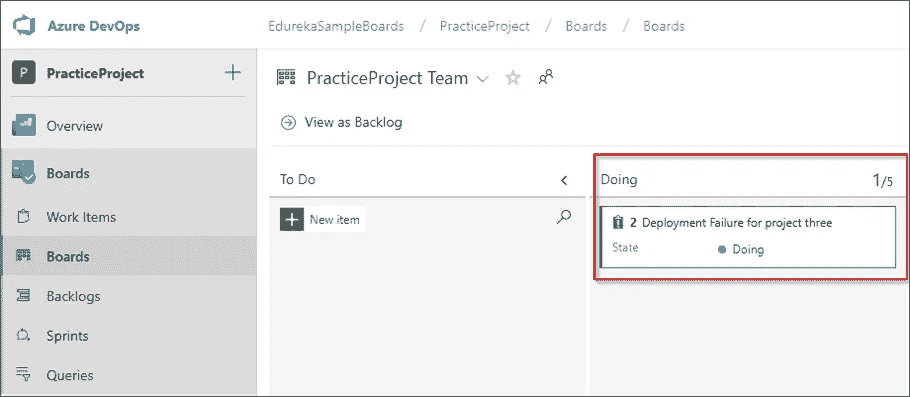 Azure DevOps
EdurekaSampleBoards / PracticeProject / Boards / Boards
P PracticeProject +
PracticeProject Team
Overview
View as Backlog
Boards
To Do
Doing 1/5
Work Items
New item
2 Deployment Failure for project three
State Doing
Boards
Backlogs
Sprints
Queries